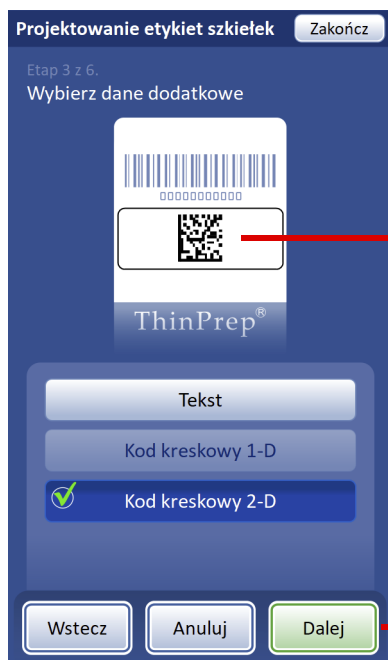 Projektowanie etykiet szkiełek Zakończ
Etap 3 z 6.
Wybierz dane dodatkowe
00000000000
ThinPrep®
Tekst
Kod kreskowy 1-D
Kod kreskowy 2-D
Wstecz Anuluj Dalej